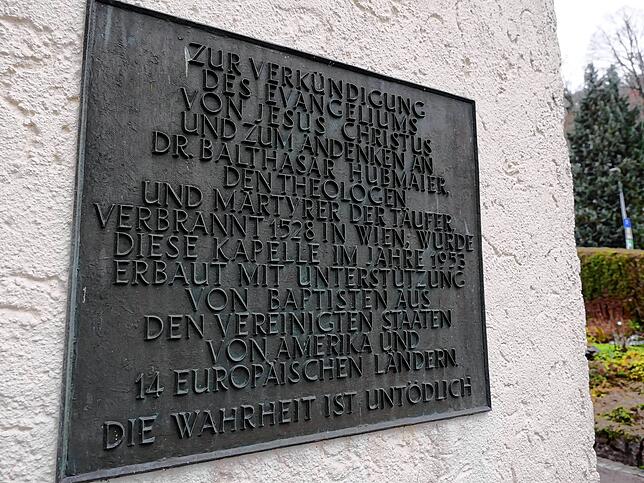 ZUR VERKÜNDIGUNG
DES EVANGELIUMS
VON JESUS CHRISTUS
UND ZUM ANDENKEN AN
DR. BALTHASAR HUBMAIER,
DEN THEOLOGEN
UND MÄRTYRER DER TÄUFER,
VERBRANNT 1528 IN WIEN, WURDE
DIESE KAPELLE IM JAHRE 1955
ERBAUT MIT UNTERSTÜTZUNG
VON BAPTISTEN AUS
DEN VEREINIGTEN STAATEN
VON AMERIKA UND
14 EUROPÄISCHEN LÄNDERN.
DIE WAHRHEIT IST UNTÖDLICH